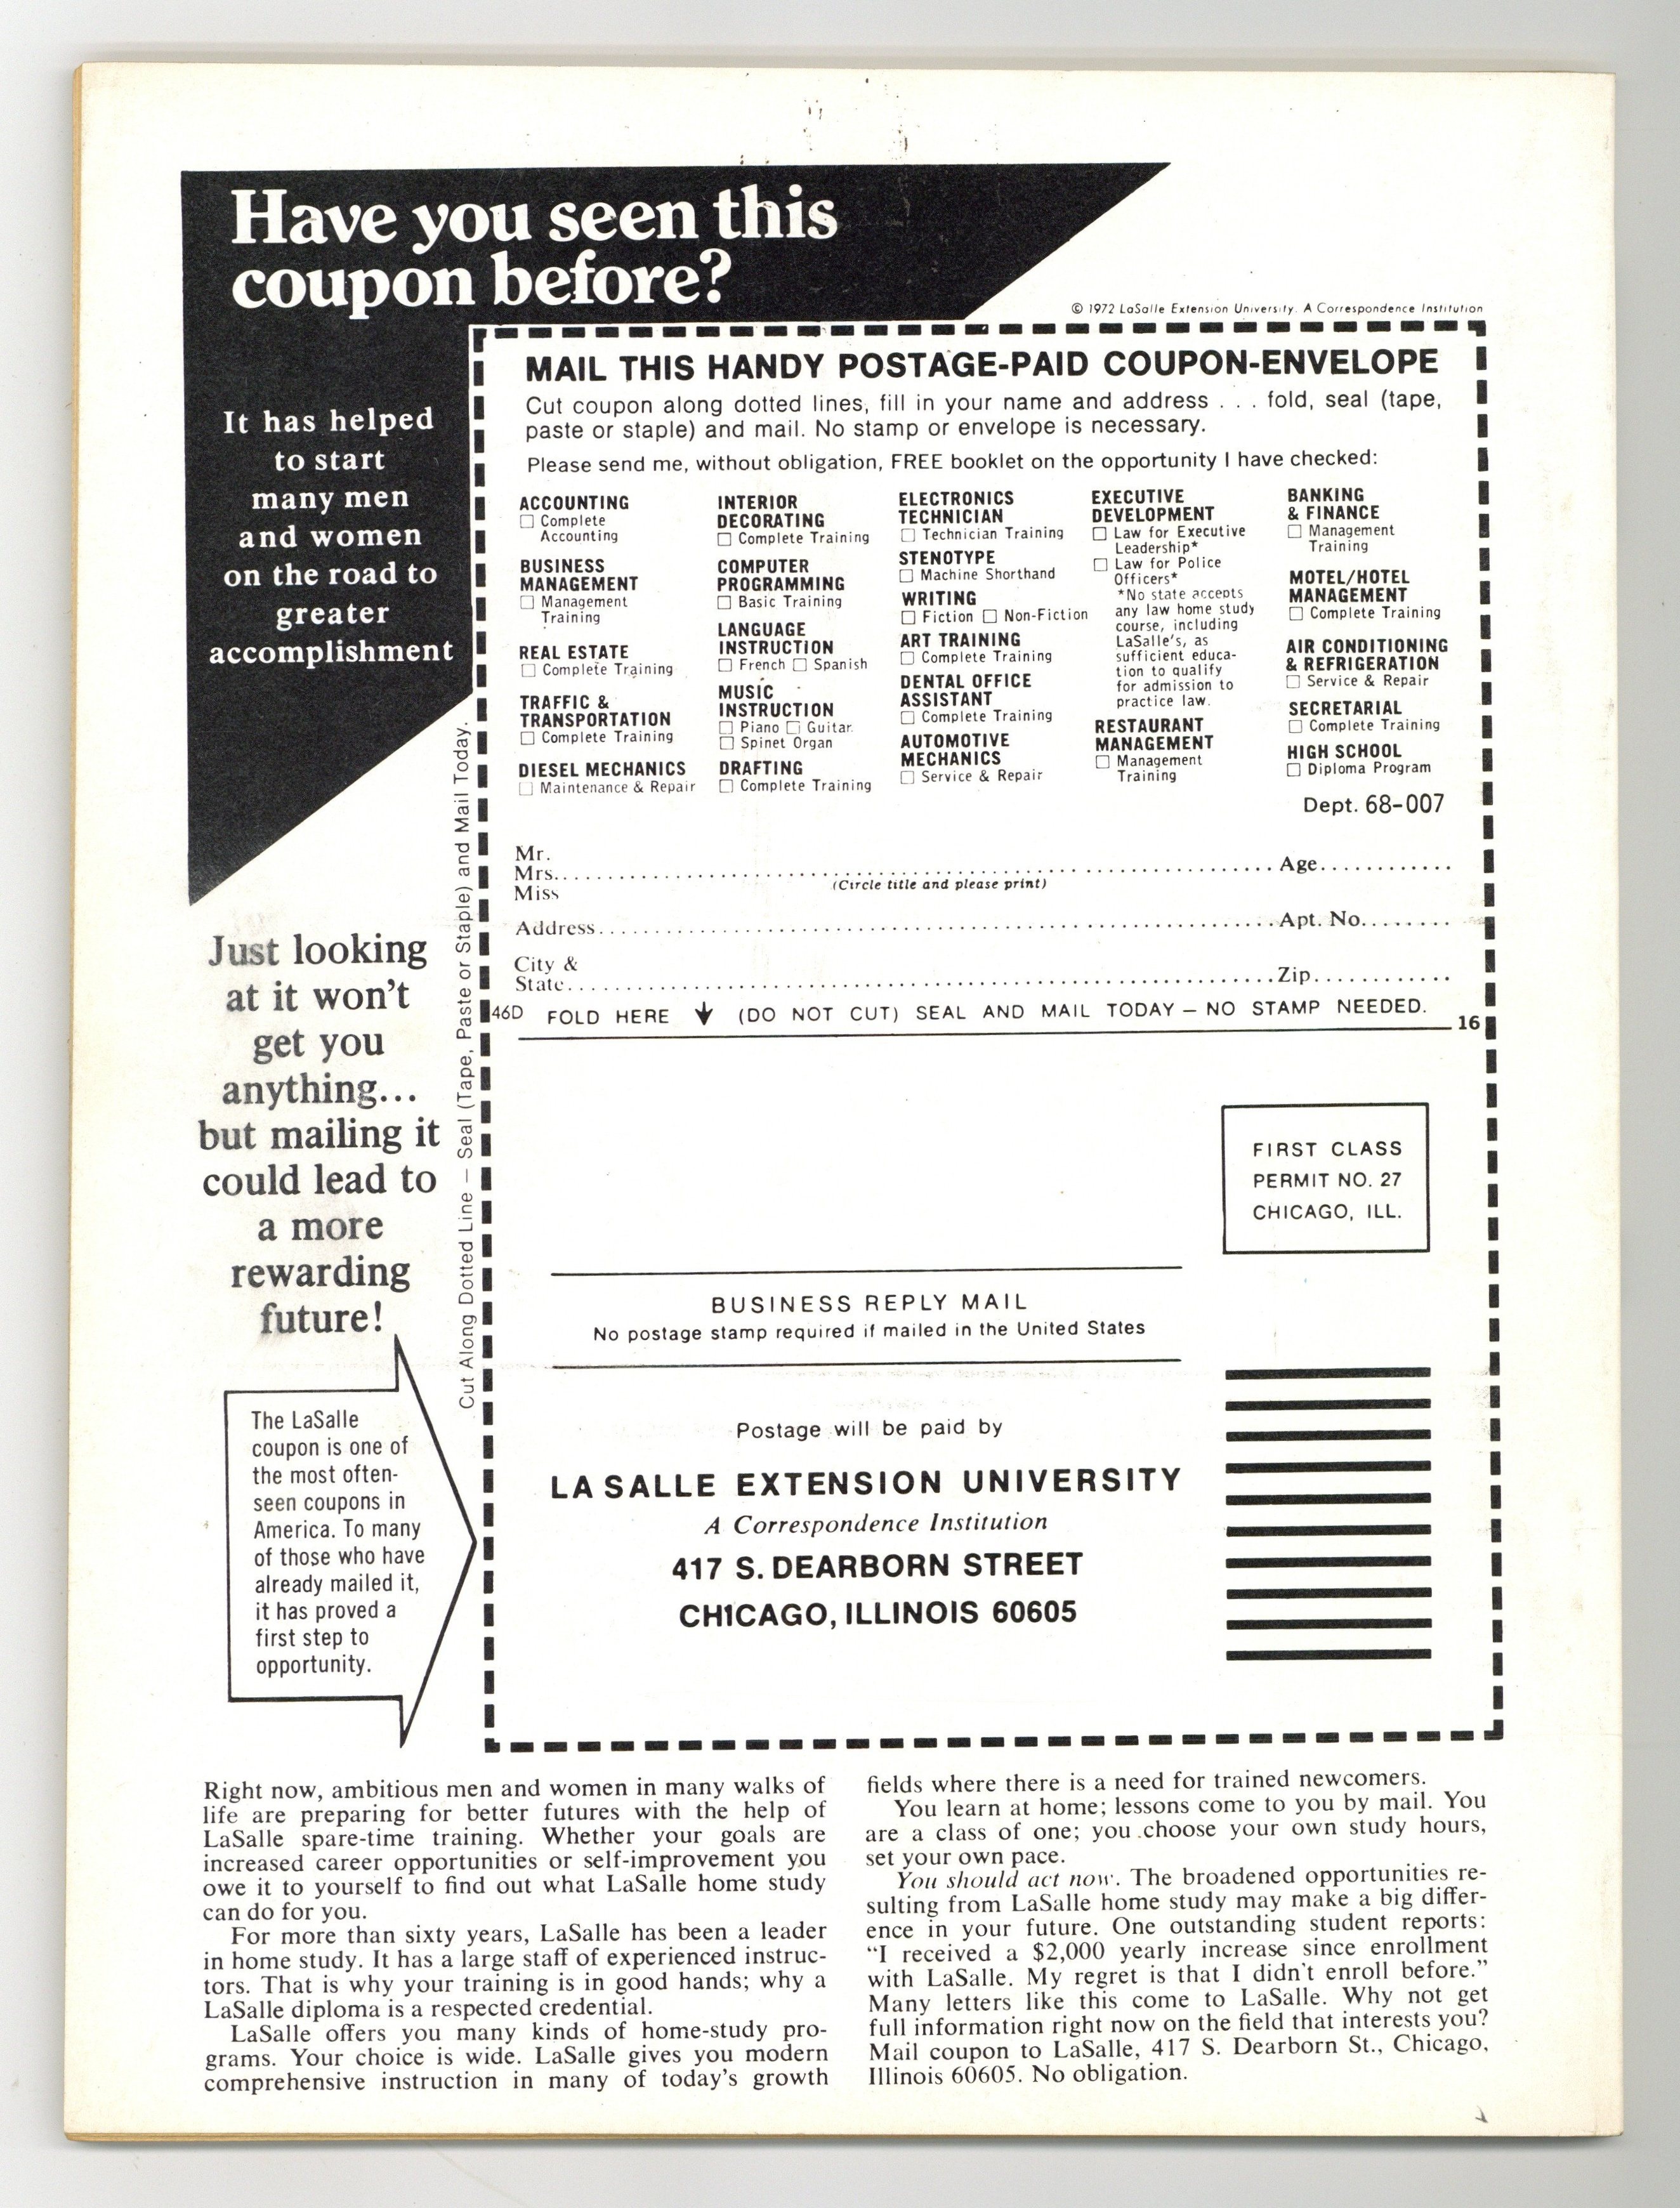 Have you seen this
coupon before?
© 1972 LaSalle Extension University. A Correspondence Institution
It has helped
to start
many men
and women
on the road to
greater
accomplishment
Just looking
at it won't
get you
anything...
but mailing it
could lead to
a more
rewarding
future!
The LaSalle
coupon is one of
the most often-
seen coupons in
America. To many
of those who have
already mailed it,
it has proved a
first step to
opportunity.
Cut Along Dotted Line – Seal (Tape, Paste or Staple) and Mail Today.
MAIL THIS HANDY POSTAGE-PAID COUPON-ENVELOPE
Cut coupon along dotted lines, fill in your name and address . . . fold, seal (tape,
paste or staple) and mail. No stamp or envelope is necessary.
Please send me, without obligation, FREE booklet on the opportunity I have checked:
ACCOUNTING
☐ Complete
Accounting
BUSINESS
MANAGEMENT
☐ Management
Training
REAL ESTATE
☐ Complete Training
TRAFFIC &
TRANSPORTATION
☐ Complete Training
DIESEL MECHANICS
☐ Maintenance & Repair
INTERIOR
DECORATING
☐ Complete Training
COMPUTER
PROGRAMMING
☐ Basic Training
LANGUAGE
INSTRUCTION
☐ French ☐ Spanish
MUSIC
INSTRUCTION
☐ Piano ☐ Guitar
☐ Spinet Organ
DRAFTING
☐ Complete Training
ELECTRONICS
TECHNICIAN
☐ Technician Training
STENOTYPE
☐ Machine Shorthand
WRITING
☐ Fiction ☐ Non-Fiction
ART TRAINING
☐ Complete Training
DENTAL OFFICE
ASSISTANT
☐ Complete Training
AUTOMOTIVE
MECHANICS
☐ Service & Repair
EXECUTIVE
DEVELOPMENT
☐ Law for Executive
Leadership*
☐ Law for Police
Officers*
*No state accepts
any law home study
course, including
LaSalle's, as
sufficient educa-
tion to qualify
for admission to
practice law.
RESTAURANT
MANAGEMENT
☐ Management
Training
BANKING
& FINANCE
☐ Management
Training
MOTEL/HOTEL
MANAGEMENT
☐ Complete Training
AIR CONDITIONING
& REFRIGERATION
☐ Service & Repair
SECRETARIAL
☐ Complete Training
HIGH SCHOOL
☐ Diploma Program
Dept. 68-007
Mr.
Mrs. Age
Miss (Circle title and please print)
Address Apt. No.
City &
State Zip
46D FOLD HERE ↓ (DO NOT CUT) SEAL AND MAIL TODAY – NO STAMP NEEDED.
16
FIRST CLASS
PERMIT NO. 27
CHICAGO, ILL.
BUSINESS REPLY MAIL
No postage stamp required if mailed in the United States
Postage will be paid by
LA SALLE EXTENSION UNIVERSITY
A Correspondence Institution
417 S. DEARBORN STREET
CHICAGO, ILLINOIS 60605
Right now, ambitious men and women in many walks of
life are preparing for better futures with the help of
LaSalle spare-time training. Whether your goals are
increased career opportunities or self-improvement you
owe it to yourself to find out what LaSalle home study
can do for you.
For more than sixty years, LaSalle has been a leader
in home study. It has a large staff of experienced instruc-
tors. That is why your training is in good hands; why a
LaSalle diploma is a respected credential.
LaSalle offers you many kinds of home-study pro-
grams. Your choice is wide. LaSalle gives you modern
comprehensive instruction in many of today's growth
fields where there is a need for trained newcomers.
You learn at home; lessons come to you by mail. You
are a class of one; you choose your own study hours,
set your own pace.
You should act now. The broadened opportunities re-
sulting from LaSalle home study may make a big differ-
ence in your future. One outstanding student reports:
“I received a $2,000 yearly increase since enrollment
with LaSalle. My regret is that I didn't enroll before.”
Many letters like this come to LaSalle. Why not get
full information right now on the field that interests you?
Mail coupon to LaSalle, 417 S. Dearborn St., Chicago,
Illinois 60605. No obligation.